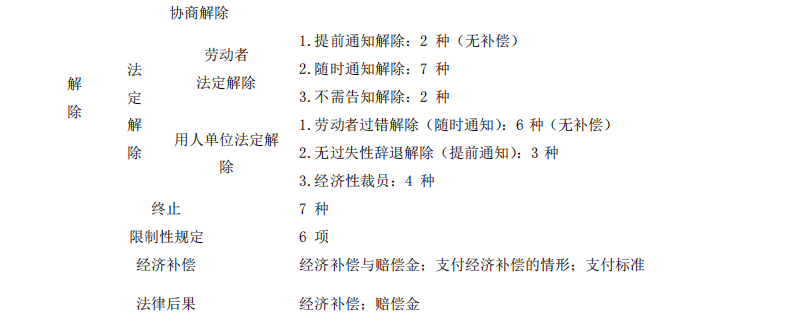 协商解除
解除
法定解除
劳动者
法定解除
1.提前通知解除：2 种（无补偿）
2.随时通知解除：7 种
3.不需告知解除：2 种
用人单位法定解
除
1.劳动者过错解除（随时通知）：6 种（无补偿）
2.无过失性辞退解除（提前通知）：3 种
3.经济性裁员：4 种
终止
7 种
限制性规定
6 项
经济补偿
经济补偿与赔偿金；支付经济补偿的情形；支付标准
法律后果
经济补偿；赔偿金